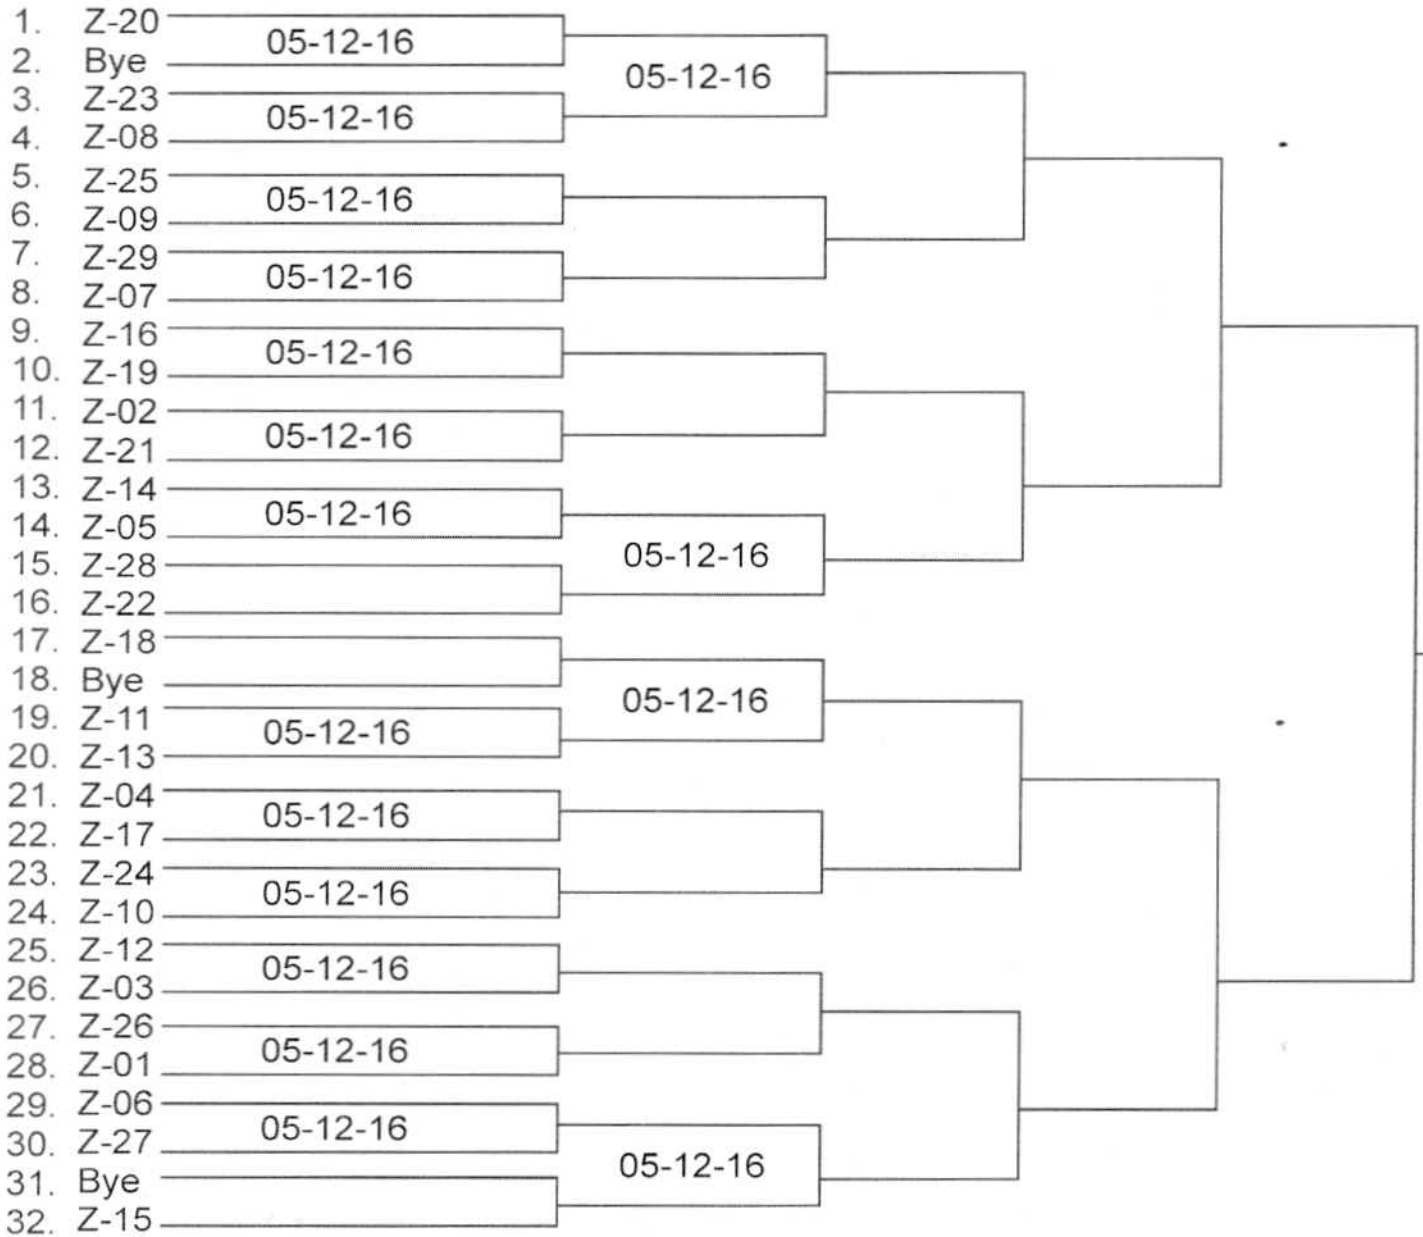 1. Z-20
05-12-16
2. Bye
05-12-16
3. Z-23
05-12-16
4. Z-08
5. Z-25
05-12-16
6. Z-09
7. Z-29
05-12-16
8. Z-07
9. Z-16
05-12-16
10. Z-19
11. Z-02
05-12-16
12. Z-21
13. Z-14
05-12-16
14. Z-05
05-12-16
15. Z-28
16. Z-22
17. Z-18
18. Bye
05-12-16
19. Z-11
05-12-16
20. Z-13
21. Z-04
05-12-16
22. Z-17
23. Z-24
05-12-16
24. Z-10
25. Z-12
05-12-16
26. Z-03
27. Z-26
05-12-16
28. Z-01
29. Z-06
05-12-16
30. Z-27
05-12-16
31. Bye
32. Z-15